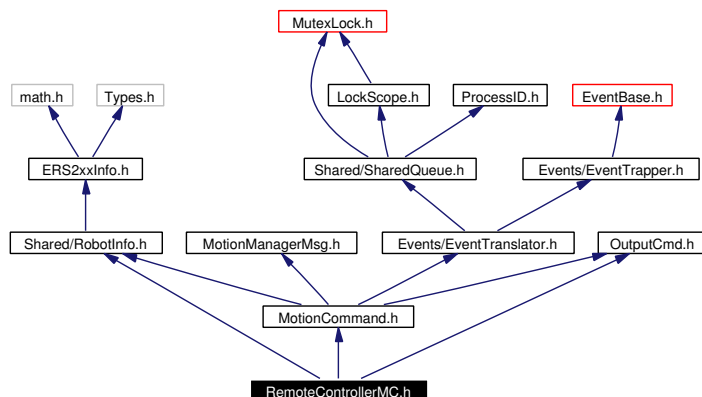 MutexLock.h
math.h
Types.h
LockScope.h
ProcessID.h
EventBase.h
ERS2xxInfo.h
Shared/SharedQueue.h
Events/EventTrapper.h
Shared/RobotInfo.h
MotionManagerMsg.h
Events/EventTranslator.h
OutputCmd.h
MotionCommand.h
RemoteControllerMC.h